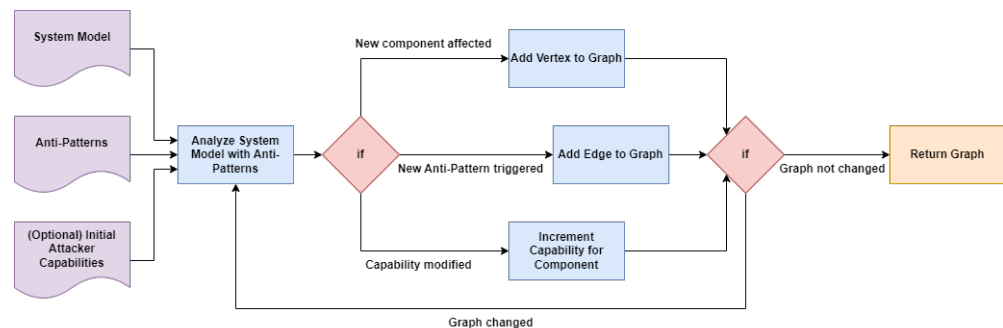 System Model
Anti-Patterns
(Optional) Initial
Attacker
Capabilities
Analyze System
Model with Anti-
Patterns
if
New component affected
New Anti-Pattern triggered
Capability modified
Add Vertex to Graph
Add Edge to Graph
Increment
Capability for
Component
if
Graph not changed
Graph changed
Return Graph